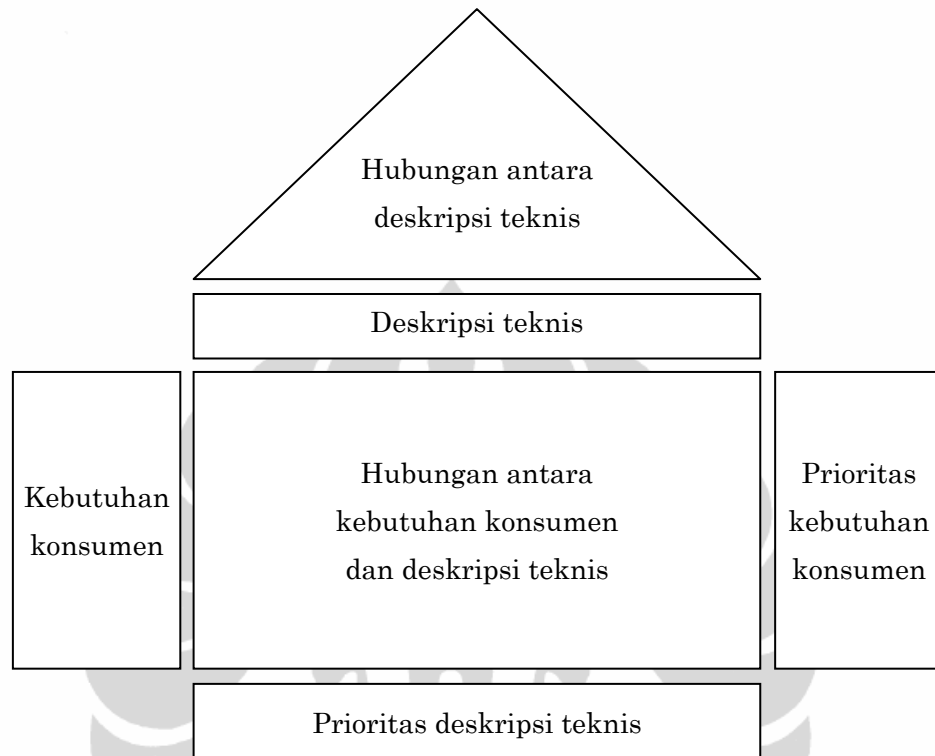 Hubungan antara
deskripsi teknis
Deskripsi teknis
Kebutuhan
konsumen
Hubungan antara
kebutuhan konsumen
dan deskripsi teknis
Prioritas
kebutuhan
konsumen
Prioritas deskripsi teknis